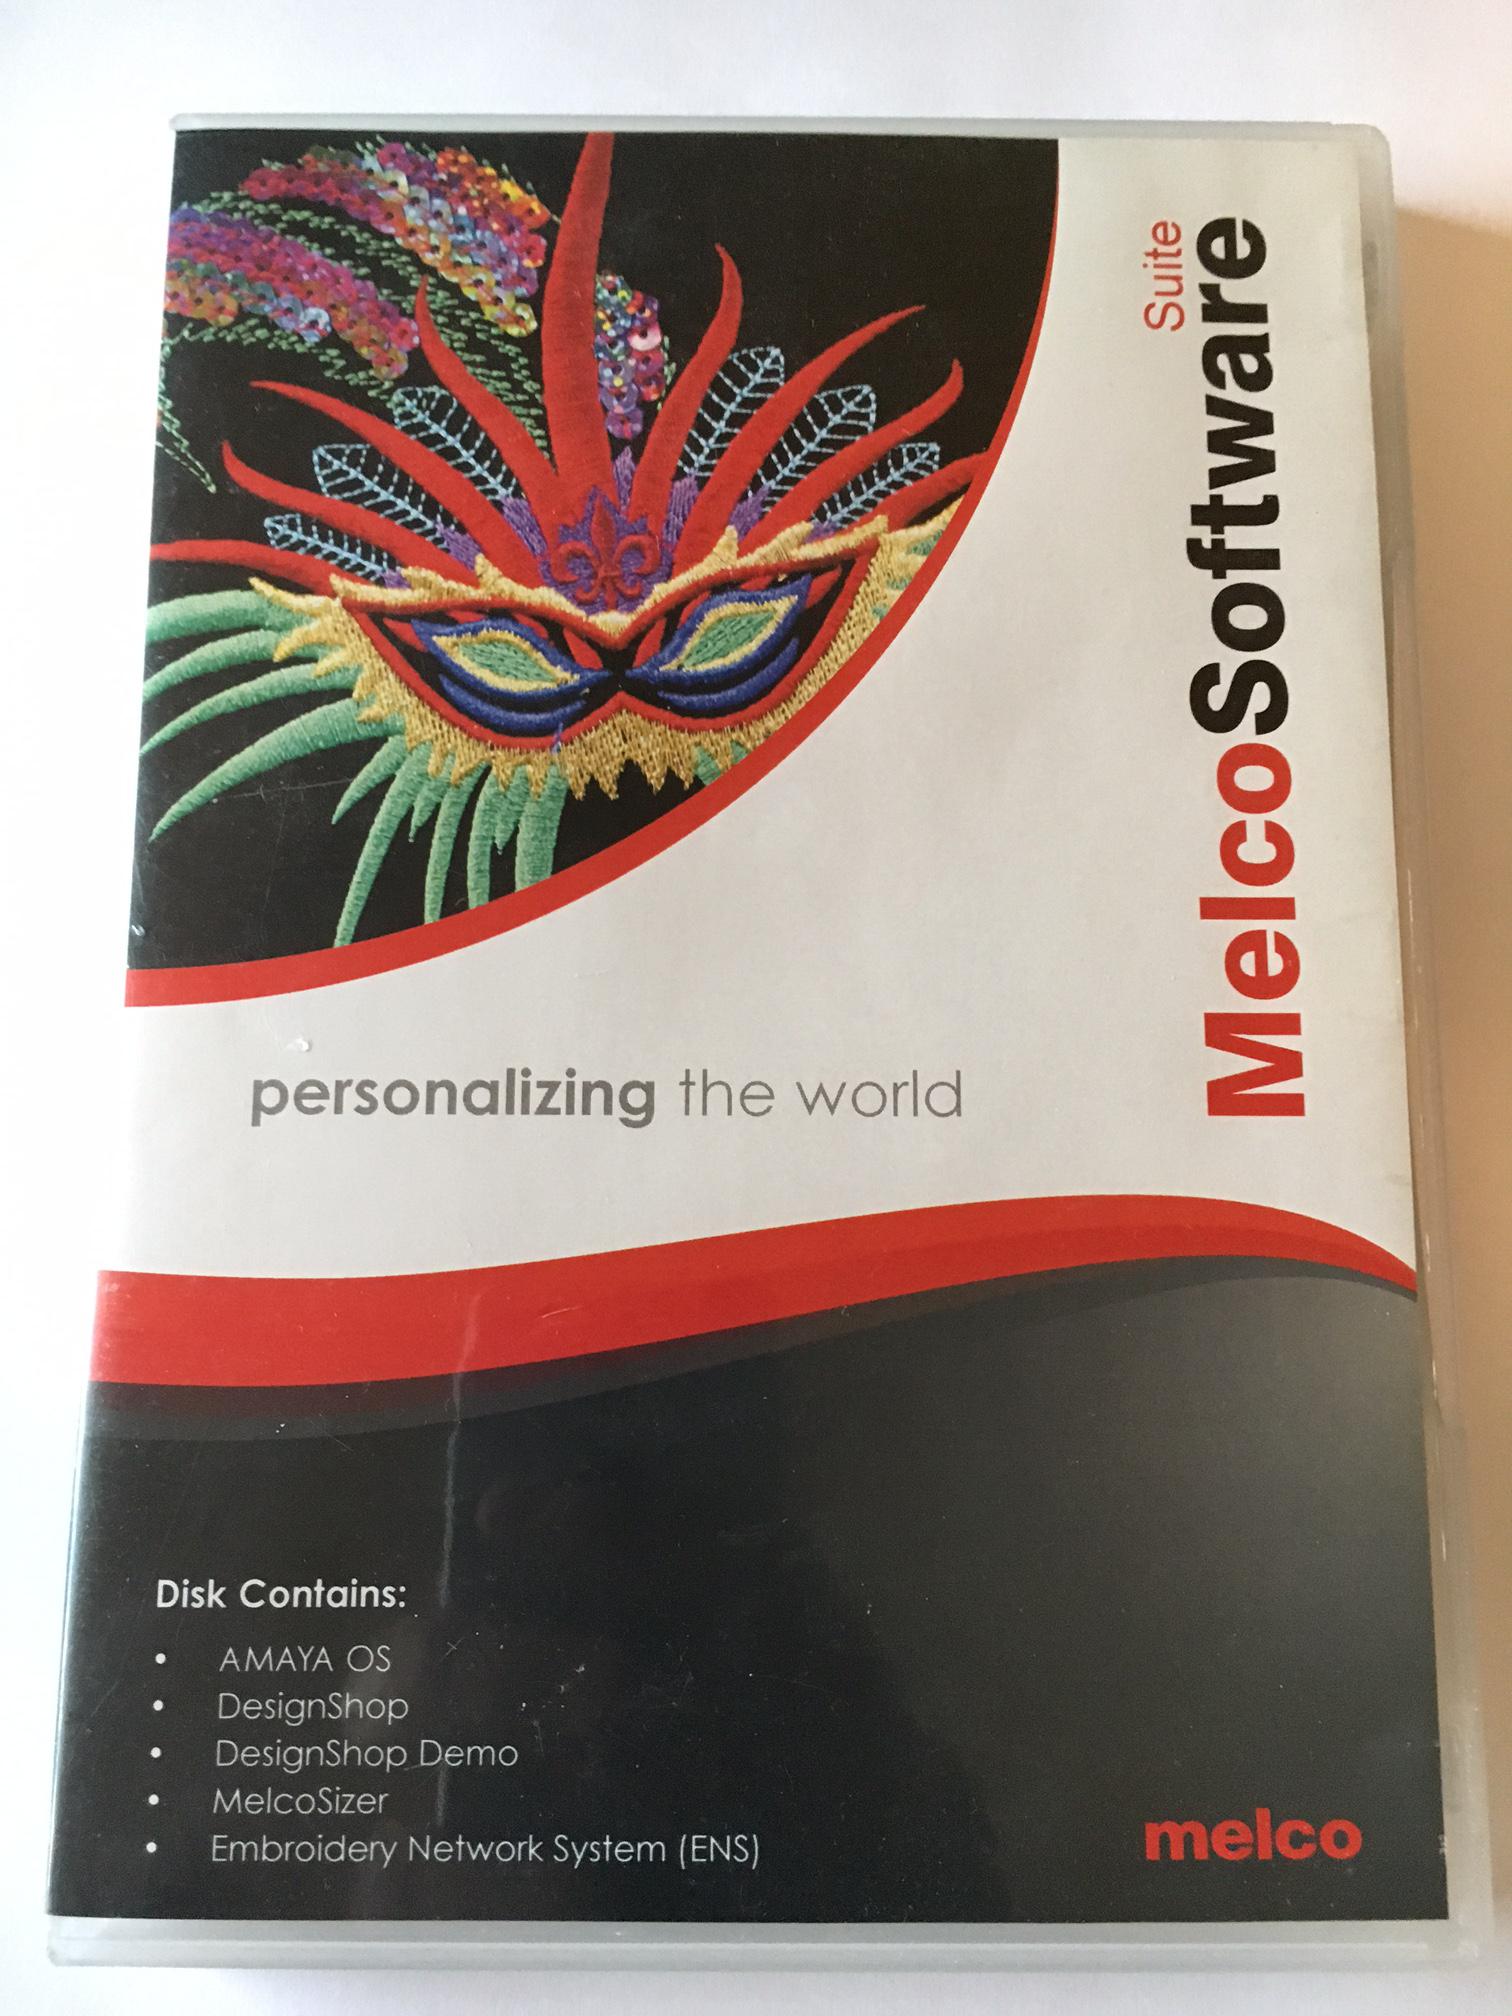 Suite
MelcoSoftware
personalizing the world
Disk Contains:
• AMAYA OS
• DesignShop
• DesignShop Demo
• MelcoSizer
• Embroidery Network System (ENS)
melco